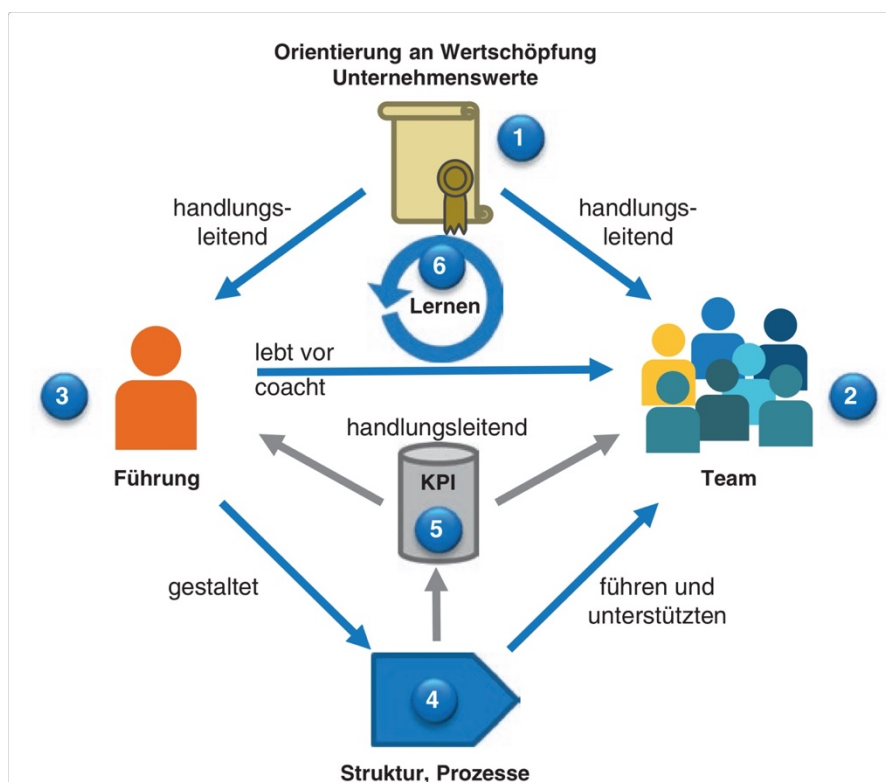 Orientierung an Wertschöpfung
Unternehmenswerte
1
handlungs-
leitend
handlungs-
leitend
6
Lernen
lebt vor
coacht
3
2
handlungsleitend
Führung
KPI
Team
5
gestaltet
führen und
unterstützten
4
Struktur, Prozesse